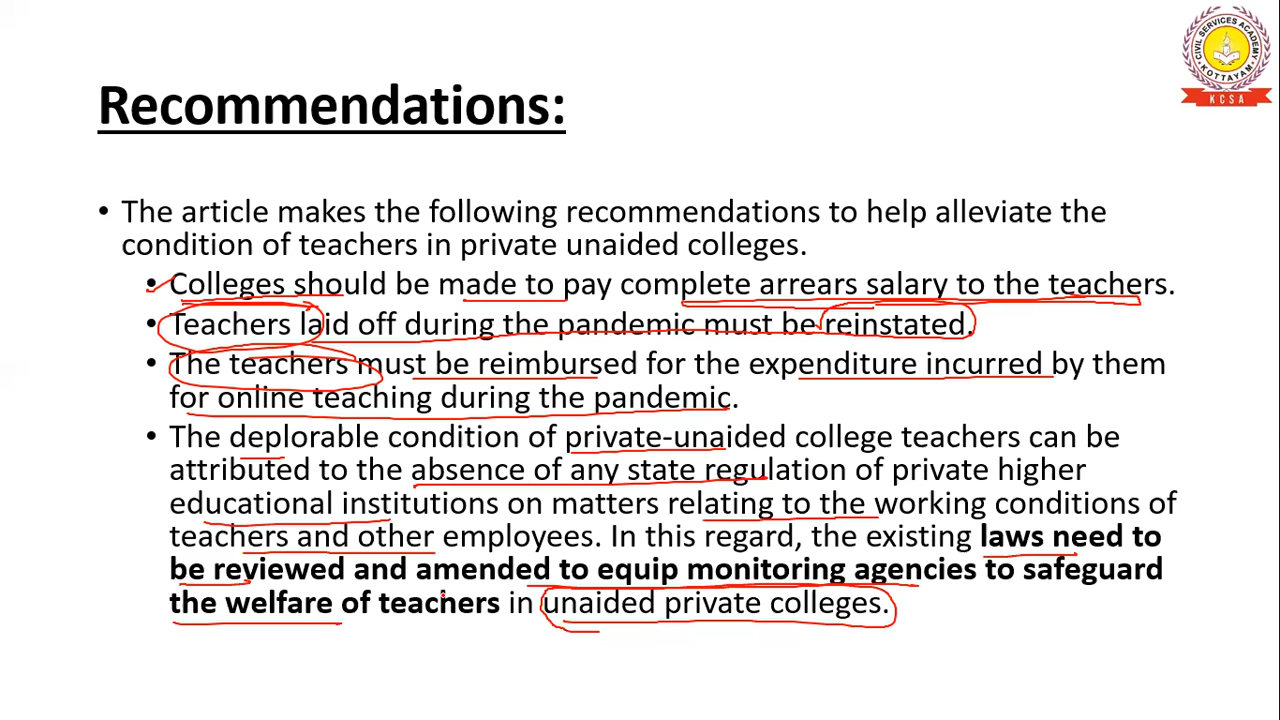 CIVIL SERVICES ACADEMY
KOTTAYAM
KCSA
Recommendations:
• The article makes the following recommendations to help alleviate the
condition of teachers in private unaided colleges.
• Colleges should be made to pay complete arrears salary to the teachers.
• Teachers laid off during the pandemic must be reinstated.
• The teachers must be reimbursed for the expenditure incurred by them
for online teaching during the pandemic.
• The deplorable condition of private-unaided college teachers can be
attributed to the absence of any state regulation of private higher
educational institutions on matters relating to the working conditions of
teachers and other employees. In this regard, the existing laws need to
be reviewed and amended to equip monitoring agencies to safeguard
the welfare of teachers in unaided private colleges.